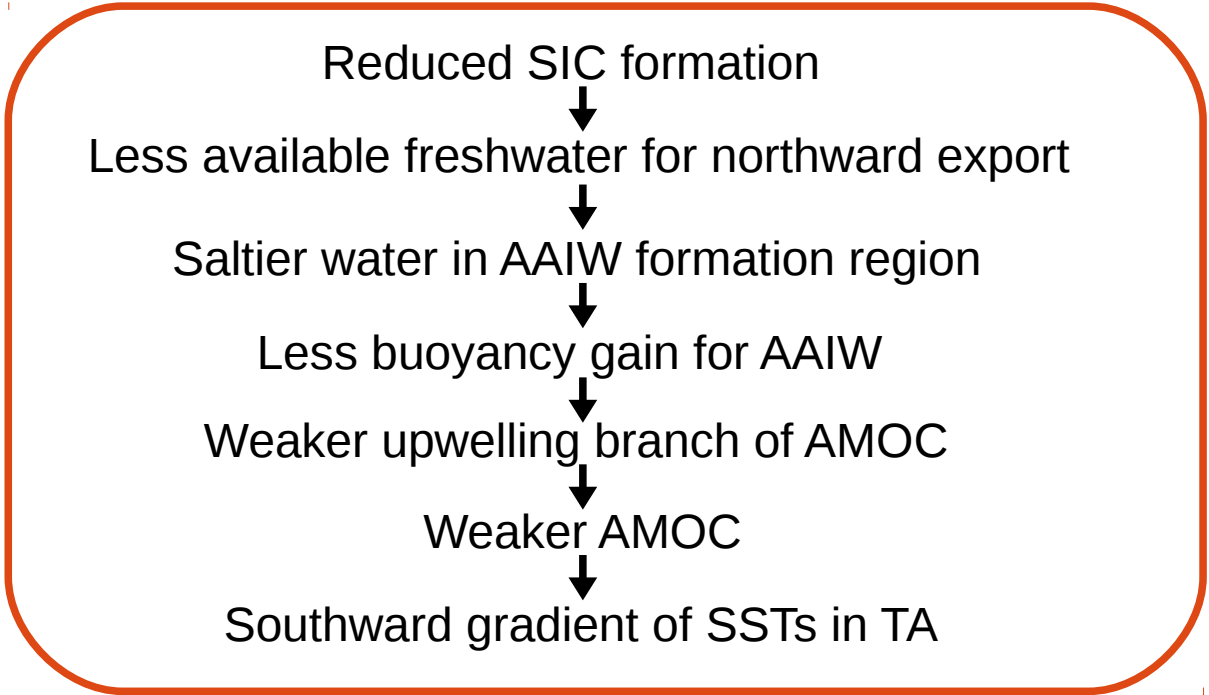 Reduced SIC formation
Less available freshwater for northward export
Saltier water in AAIW formation region
Less buoyancy gain for AAIW
Weaker upwelling branch of AMOC
Weaker AMOC
Southward gradient of SSTs in TA